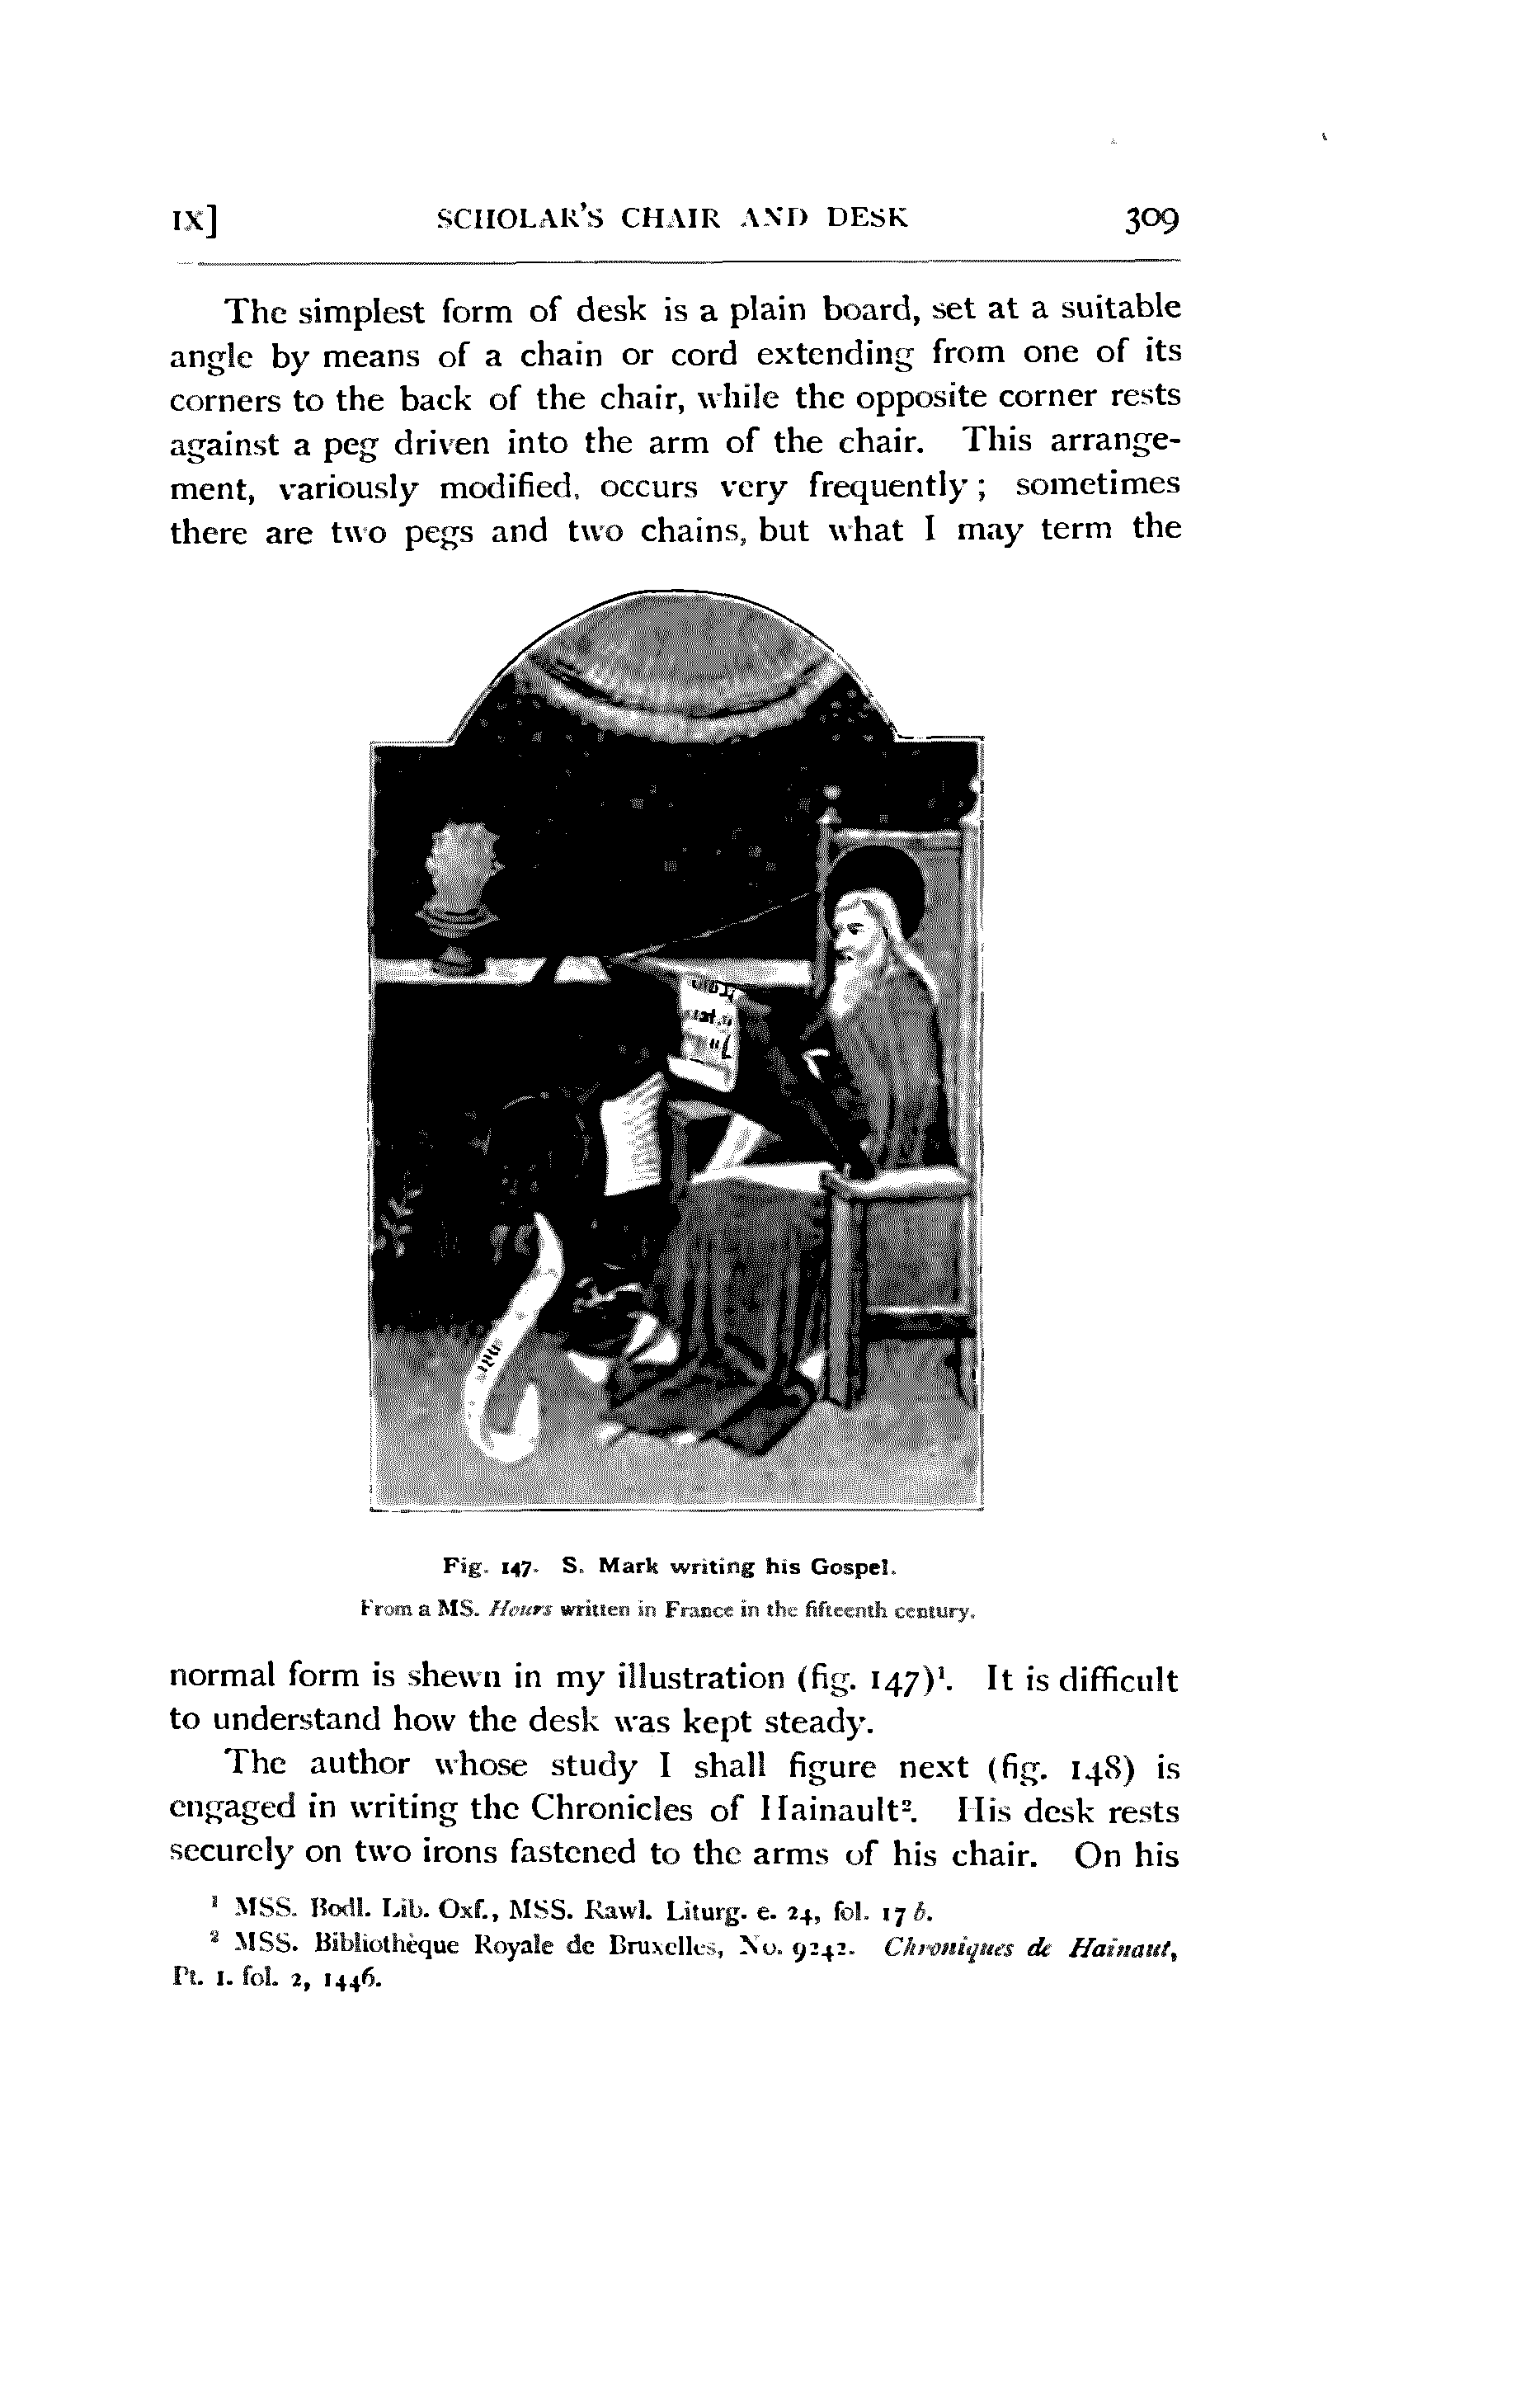 IX] SCHOLAR'S CHAIR AND DESK 309
The simplest form of desk is a plain board, set at a suitable
angle by means of a chain or cord extending from one of its
corners to the back of the chair, while the opposite corner rests
against a peg driven into the arm of the chair. This arrange-
ment, variously modified, occurs very frequently; sometimes
there are two pegs and two chains, but what I may term the
Fig. 147. S. Mark writing his Gospel.
From a MS. Hours written in France in the fifteenth century.
normal form is shewn in my illustration (fig. 147)¹. It is difficult
to understand how the desk was kept steady.
The author whose study I shall figure next (fig. 148) is
engaged in writing the Chronicles of Hainault². His desk rests
securely on two irons fastened to the arms of his chair. On his
¹ MSS. Bodl. Lib. Oxf., MSS. Rawl. Liturg. e. 24, fol. 17 b.
² MSS. Bibliothèque Royale de Bruxelles, No. 9242. Chroniques de Hainaut,
Pt. I. fol. 2, 1446.